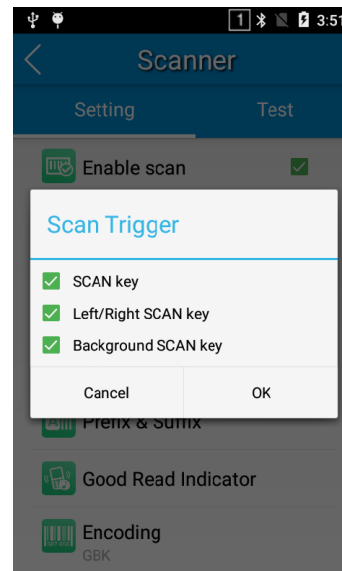 1 3:51
Scanner
Setting Test
Enable scan
Scan Trigger
SCAN key
Left/Right SCAN key
Background SCAN key
Cancel OK
Prefix & Suffix
Good Read Indicator
Encoding
GBK